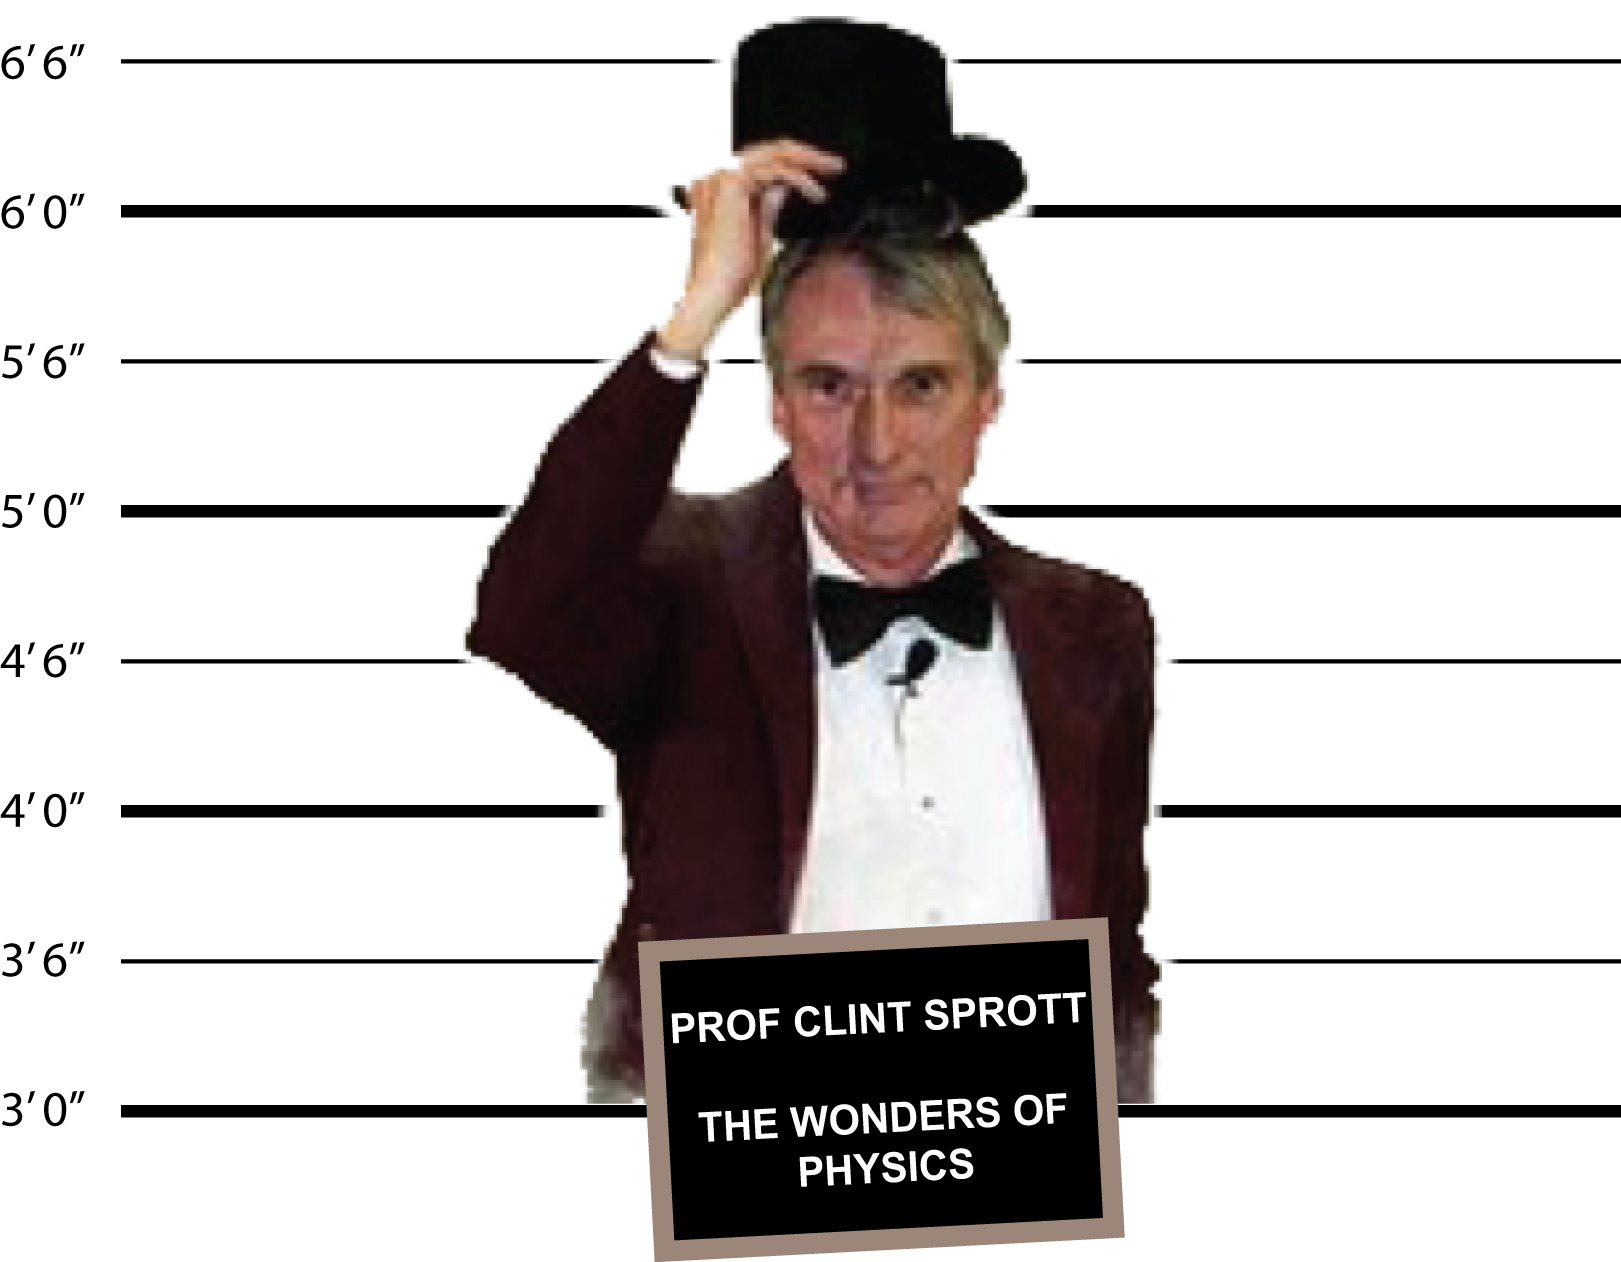 6’6”
6’0”
5’6”
5’0”
4’6”
4’0”
3’6”
3’0”
PROF CLINT SPROTT
THE WONDERS OF
PHYSICS